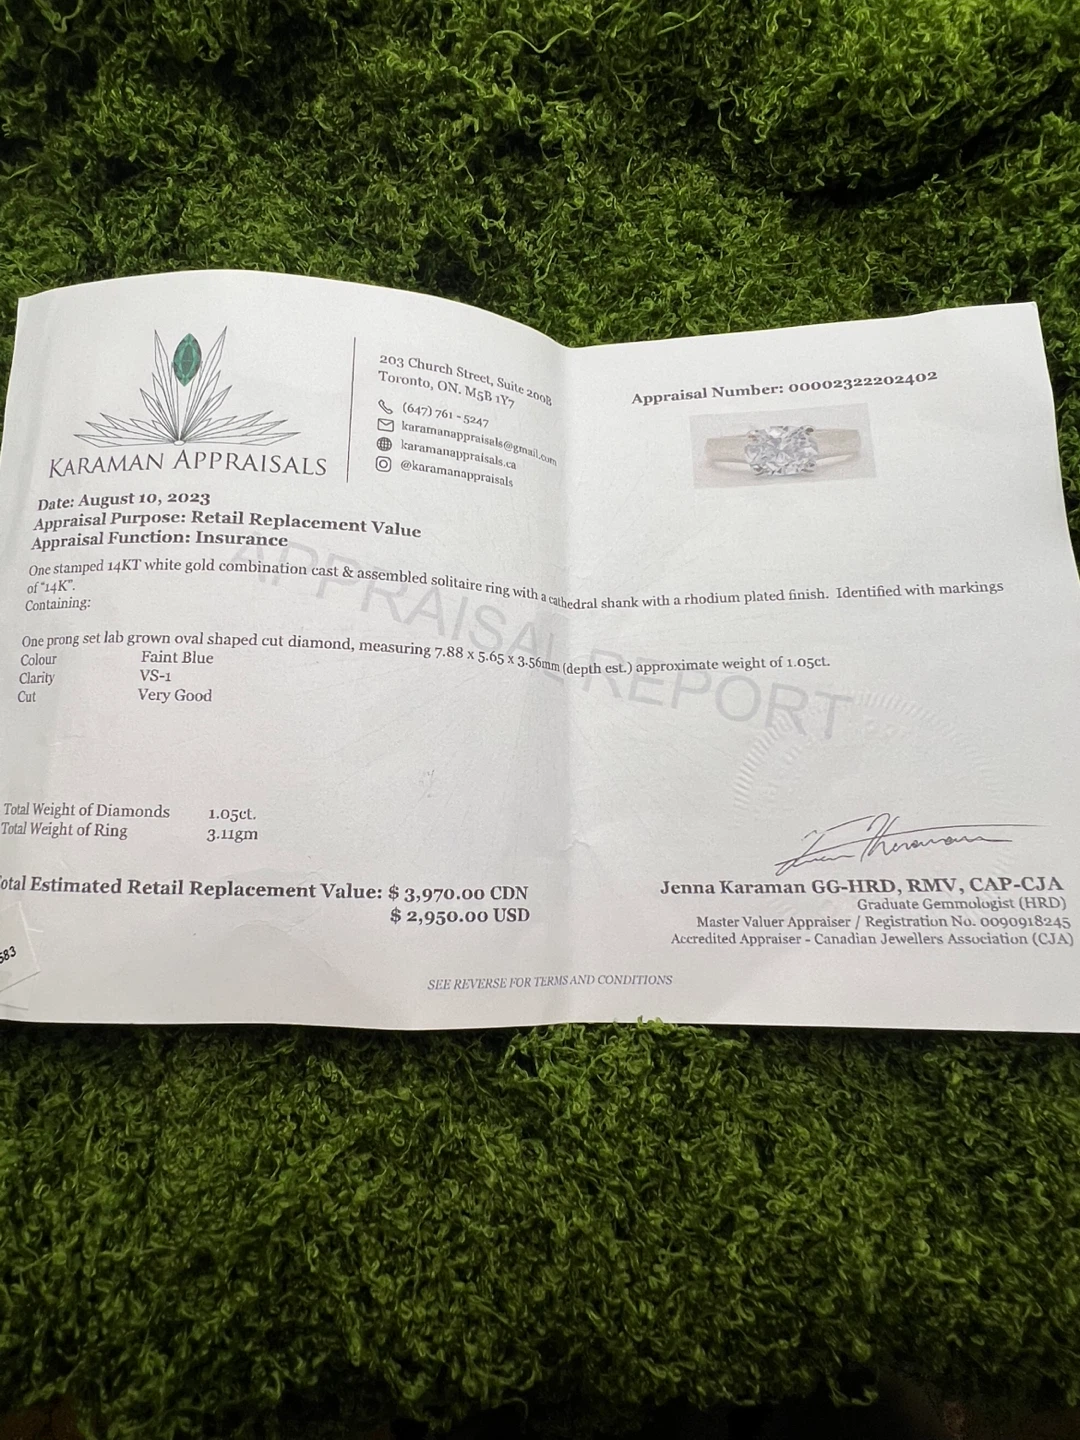 KARAMAN APPRAISALS
203 Church Street, Suite 200B
Toronto, ON. M5B 1Y7
(647) 761 - 5247
karamanappraisals@gmail.com
karamanappraisals.ca
@karamanappraisals
Appraisal Number: 00002322202402
Date: August 10, 2023
Appraisal Purpose: Retail Replacement Value
Appraisal Function: Insurance
APPRAISAL REPORT
One stamped 14KT white gold combination cast & assembled solitaire ring with a cathedral shank with a rhodium plated finish. Identified with markings
of "14K".
Containing:
One prong set lab grown oval shaped cut diamond, measuring 7.88 x 5.65 x 3.56mm (depth est.) approximate weight of 1.05ct.
Colour Faint Blue
Clarity VS-1
Cut Very Good
Total Weight of Diamonds 1.05ct.
Total Weight of Ring 3.11gm
otal Estimated Retail Replacement Value: $ 3,970.00 CDN
$ 2,950.00 USD
Jenna Karaman GG-HRD, RMV, CAP-CJA
Graduate Gemmologist (HRD)
Master Valuer Appraiser / Registration No. 0090918245
Accredited Appraiser - Canadian Jewellers Association (CJA)
583
SEE REVERSE FOR TERMS AND CONDITIONS